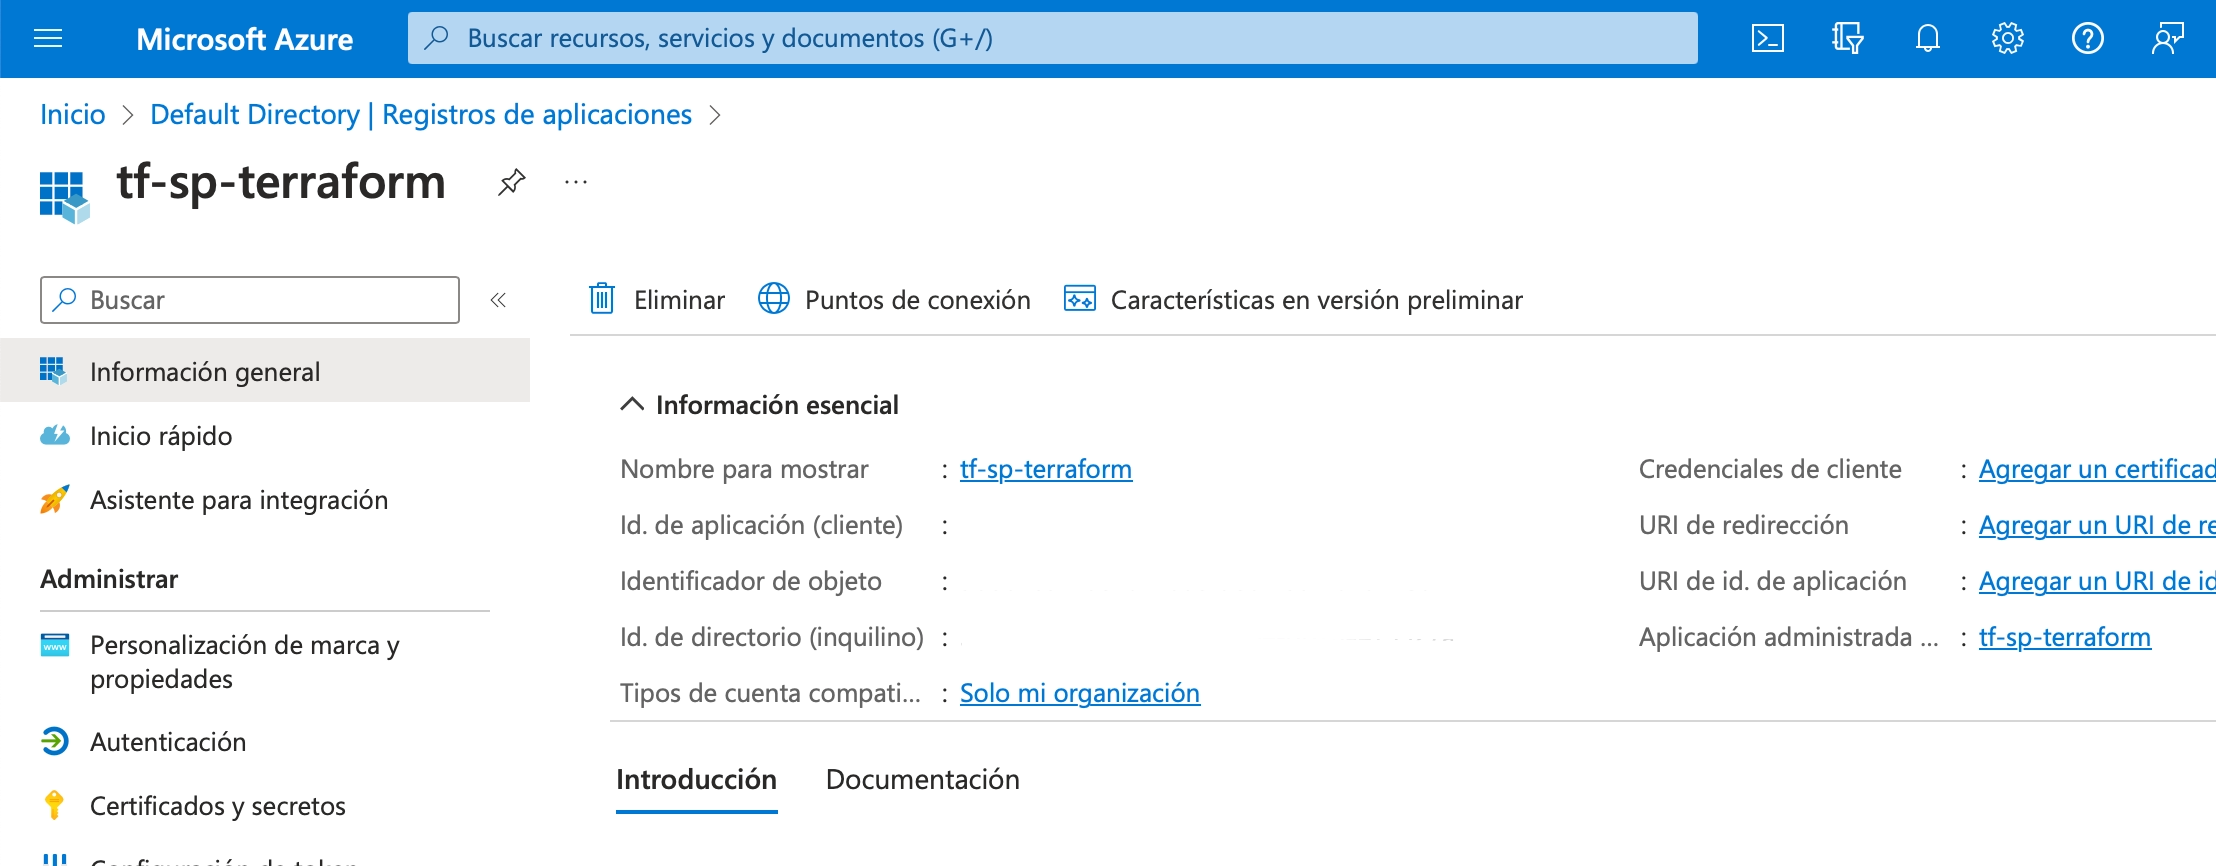 Microsoft Azure
Buscar recursos, servicios y documentos (G+/)
Inicio > Default Directory | Registros de aplicaciones >
tf-sp-terraform
Buscar
Información general
Inicio rápido
Asistente para integración
Administrar
Personalización de marca y
propiedades
Autenticación
Certificados y secretos
Configuración de token
Eliminar Puntos de conexión Características en versión preliminar
Información esencial
Nombre para mostrar : tf-sp-terraform
Id. de aplicación (cliente) :
Identificador de objeto :
Id. de directorio (inquilino) :
Tipos de cuenta compati... : Solo mi organización
Credenciales de cliente : Agregar un certificad
URI de redirección : Agregar un URI de re
URI de id. de aplicación : Agregar un URI de id
Aplicación administrada ... : tf-sp-terraform
Introducción Documentación